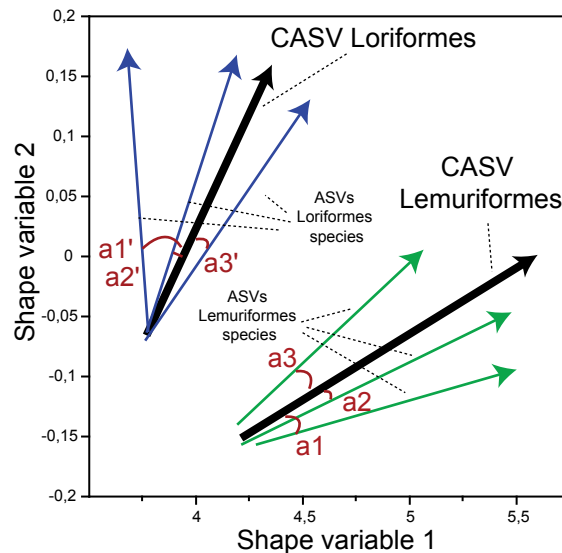 Shape variable 2
0,2
0,15
0,1
0,05
0
-0,05
-0,1
-0,15
-0,2
CASV Loriformes
ASVs
Loriformes
species
a1'
a2'
a3'
CASV
Lemuriformes
ASVs
Lemuriformes
species
a3
a2
a1
4
4,5
5
5,5
Shape variable 1